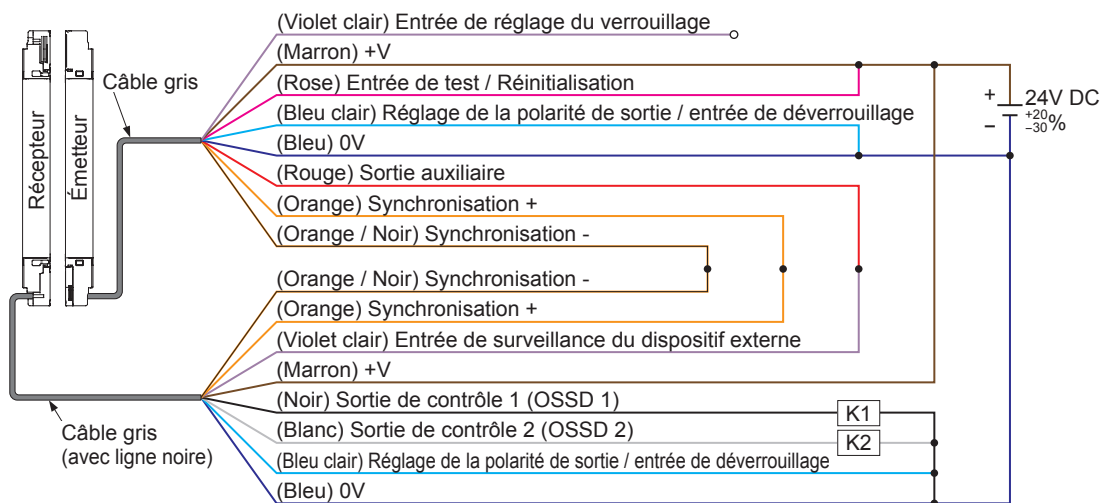 (Violet clair) Entrée de réglage du verrouillage
(Marron) +V
(Rose) Entrée de test / Réinitialisation
(Bleu clair) Réglage de la polarité de sortie / entrée de déverrouillage
(Bleu) 0V
(Rouge) Sortie auxiliaire
(Orange) Synchronisation +
(Orange / Noir) Synchronisation -
Câble gris
Récepteur
Émetteur
+
−
24V DC
+20
−30 %
(Orange / Noir) Synchronisation -
(Orange) Synchronisation +
(Violet clair) Entrée de surveillance du dispositif externe
(Marron) +V
(Noir) Sortie de contrôle 1 (OSSD 1)
K1
(Blanc) Sortie de contrôle 2 (OSSD 2)
K2
(Bleu clair) Réglage de la polarité de sortie / entrée de déverrouillage
(Bleu) 0V
Câble gris
(avec ligne noire)